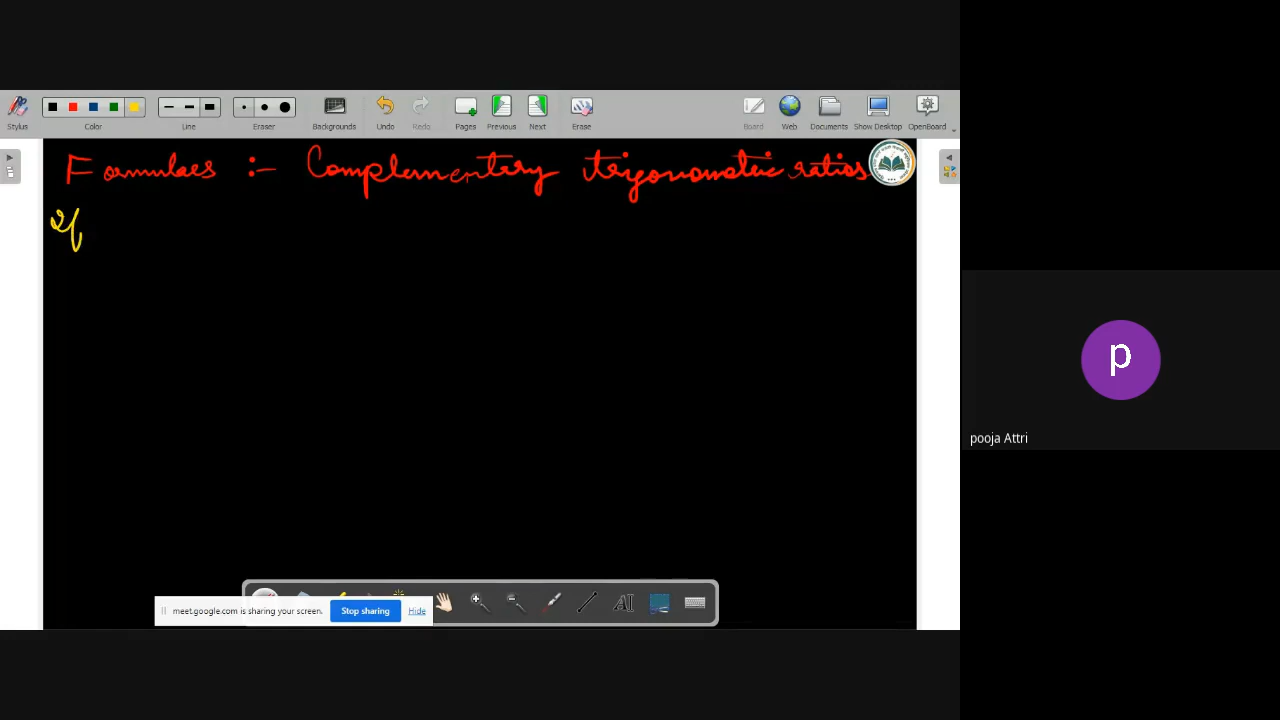 Stylus Color Line Eraser Backgrounds Undo Redo Pages Previous Next Erase Board Web Documents Show Desktop OpenBoard
Formulaes :- Complementary trigonometric ratios
If
p
pooja Attri
AI
meet.google.com is sharing your screen. Stop sharing Hide